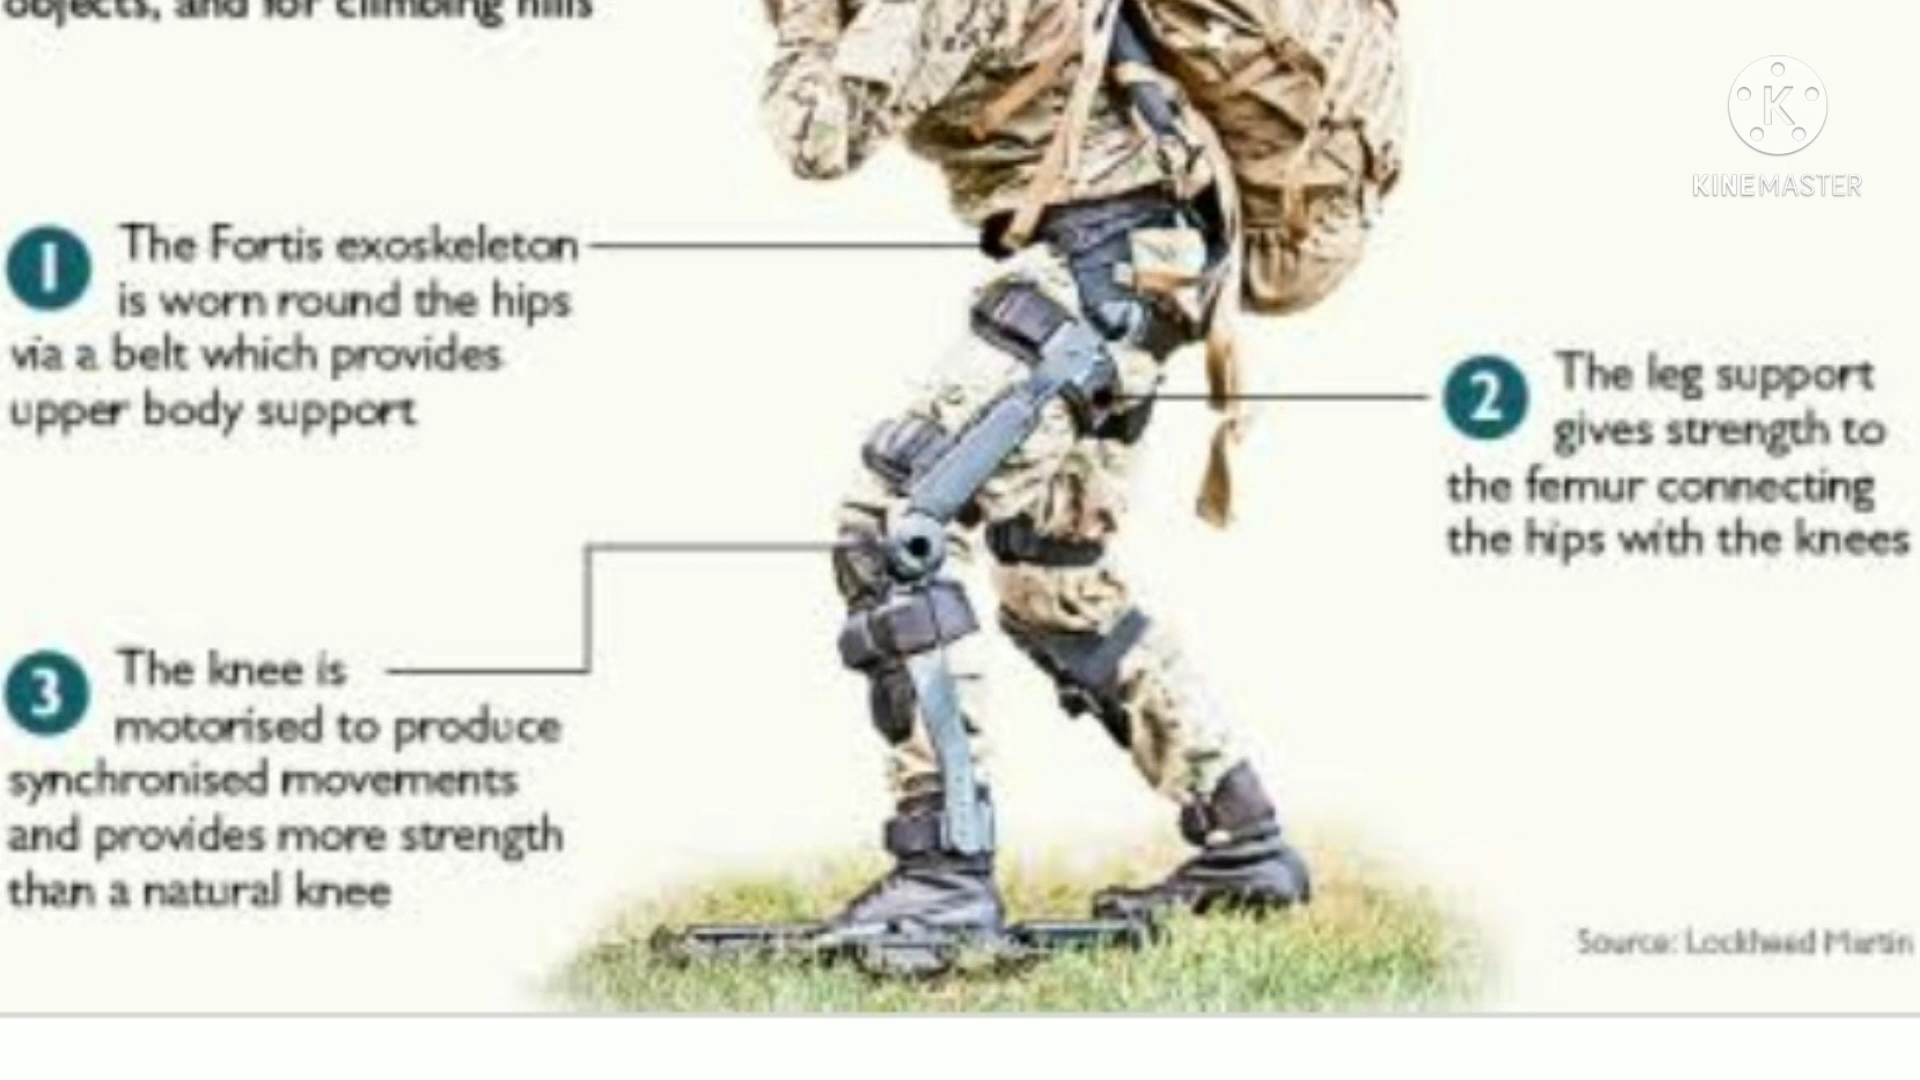 objects, and for climbing hills
KINEMASTER
1 The Fortis exoskeleton
is worn round the hips
via a belt which provides
upper body support
2 The leg support
gives strength to
the femur connecting
the hips with the knees
3 The knee is
motorised to produce
synchronised movements
and provides more strength
than a natural knee
Source: Lockheed Martin